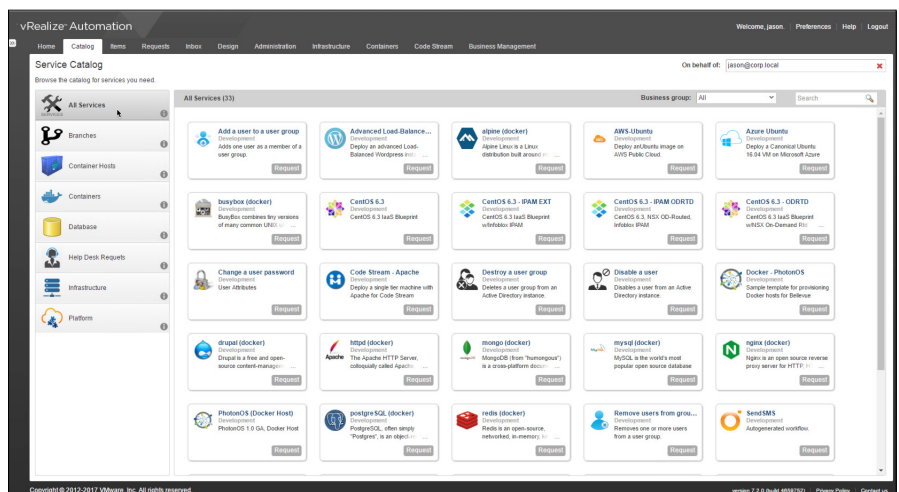 vRealize™ Automation
Welcome, jason. Preferences Help Logout
Home Catalog Items Requests Inbox Design Administration Infrastructure Containers Code Stream Business Management
Service Catalog
On behalf of: jason@corp.local
Browse the catalog for services you need.
All Services
SERVICES
Branches
Container Hosts
Containers
Database
Help Desk Requets
Infrastructure
Platform
All Services (33)
Business group: All
Search
Add a user to a user group
Development
Adds one user as a member of a
user group.
Request
Advanced Load-Balance...
Development
Deploy an advanced Load-
Balanced Wordpress ...
Request
alpine (docker)
Development
Alpine Linux is a Linux
distribution built around ...
Request
AWS-Ubuntu
Development
Deploy anUbuntu image on
AWS Public Cloud.
Request
Azure Ubuntu
Development
Deploy a Canonical Ubuntu
16.04 VM on Microsoft Azure
Request
busybox (docker)
Development
BusyBox combines tiny versions
of many common UNIX ...
Request
CentOS 6.3
Development
CentOS 6.3 IaaS Blueprint
Request
CentOS 6.3 - IPAM EXT
Development
CentOS 6.3 IaaS Blueprint
w/Infoblox IPAM
Request
CentOS 6.3 - IPAM ODRTD
Development
CentOS 6.3, NSX OD-Routed,
Infoblox IPAM
Request
CentOS 6.3 - ODRTD
Development
CentOS 6.3 IaaS Blueprint
w/NSX On-Demand ...
Request
Change a user password
Development
User Attributes
Request
Code Stream - Apache
Development
Deploy a single tier machine with
Apache for Code Stream
Request
Destroy a user group
Development
Deletes a user group from an
Active Directory instance.
Request
Disable a user
Development
Disables a user from an Active
Directory instance.
Request
Docker - PhotonOS
Development
Sample template for provisioning
Docker hosts for Bellevue
Request
drupal (docker)
Development
Drupal is a free and open-
source content-managem ...
Request
Apache
httpd (docker)
Development
The Apache HTTP Server,
colloquially called Apache ...
Request
mongo (docker)
Development
MongoDB (from "humongous")
is a cross-platform ...
Request
MySQL
mysql (docker)
Development
MySQL is the world's most
popular open source database
Request
nginx (docker)
Development
Nginx is an open source reverse
proxy server for HTTP, ...
Request
PhotonOS (Docker Host)
Development
PhotonOS 1.0 GA, Docker Host
Request
postgreSQL (docker)
Development
PostgreSQL, often simply
"Postgres", is an ...
Request
redis (docker)
Development
Redis is an open-source,
networked, in-memory, ...
Request
Remove users from grou...
Development
Removes one or more users
from a user group.
Request
SendSMS
Development
Autogenerated workflow.
Request
Copyright © 2012-2017 VMware, Inc. All rights reserved.
version 7.2.0 (build 4658752) Privacy Policy Contact us